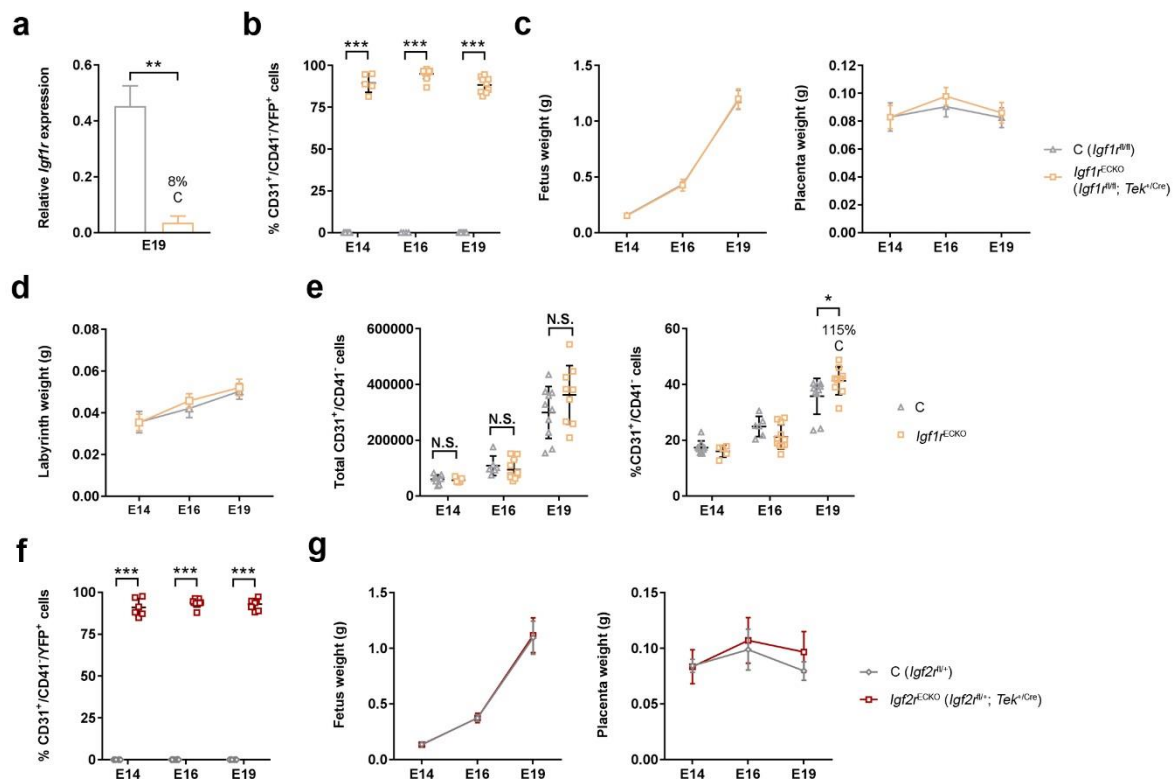 a
Relative Igf1r expression
0.6
0.4
0.2
0.0
**
8%
C
E19
b
% CD31+/CD41-/YFP+ cells
100
75
50
25
0
***
***
***
E14 E16 E19
c
Fetus weight (g)
1.5
1.0
0.5
0.0
E14 E16 E19
Placenta weight (g)
0.12
0.10
0.08
0.06
0.04
0.02
0.00
E14 E16 E19
C (Igf1rfl/fl)
Igf1rECKO
(Igf1rfl/fl; Tek+/Cre)
d
Labyrinth weight (g)
0.08
0.06
0.04
0.02
0.00
E14 E16 E19
e
Total CD31+/CD41- cells
600000
400000
200000
0
N.S.
N.S.
N.S.
E14 E16 E19
%CD31+/CD41- cells
60
40
20
0
*
115%
C
E14 E16 E19
C
Igf1rECKO
f
% CD31+/CD41-/YFP+ cells
100
75
50
25
0
***
***
***
E14 E16 E19
g
Fetus weight (g)
1.5
1.0
0.5
0.0
E14 E16 E19
Placenta weight (g)
0.15
0.10
0.05
0.00
E14 E16 E19
C (Igf2rfl/+)
Igf2rECKO (Igf2rfl/+; Tek+/Cre)